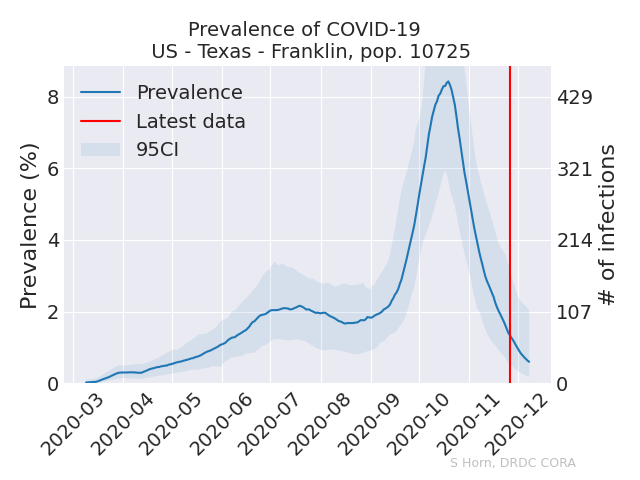 Prevalence of COVID-19
US - Texas - Franklin, pop. 10725
Prevalence
Latest data
95CI
Prevalence (%)
8
6
4
2
0
# of infections
429
321
214
107
0
2020-03
2020-04
2020-05
2020-06
2020-07
2020-08
2020-09
2020-10
2020-11
2020-12
S Horn, DRDC CORA